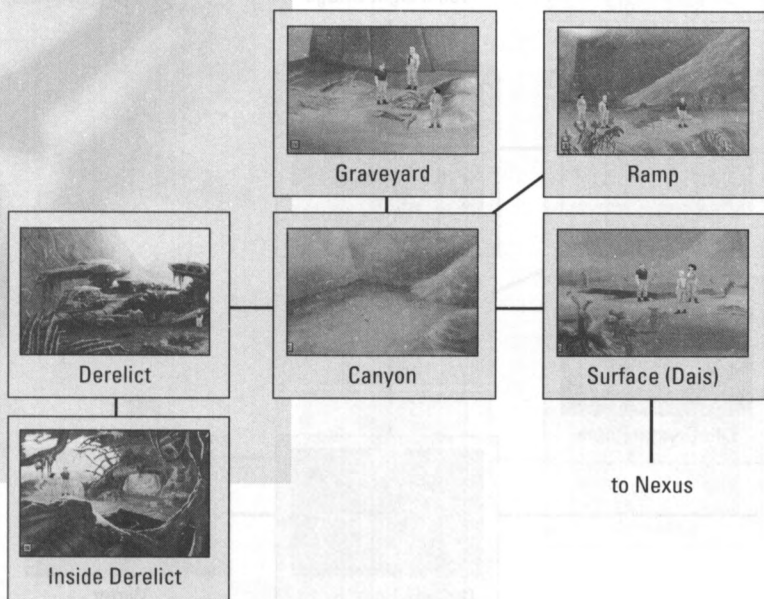 Graveyard
Ramp
Derelict
Canyon
Surface (Dais)
to Nexus
Inside Derelict